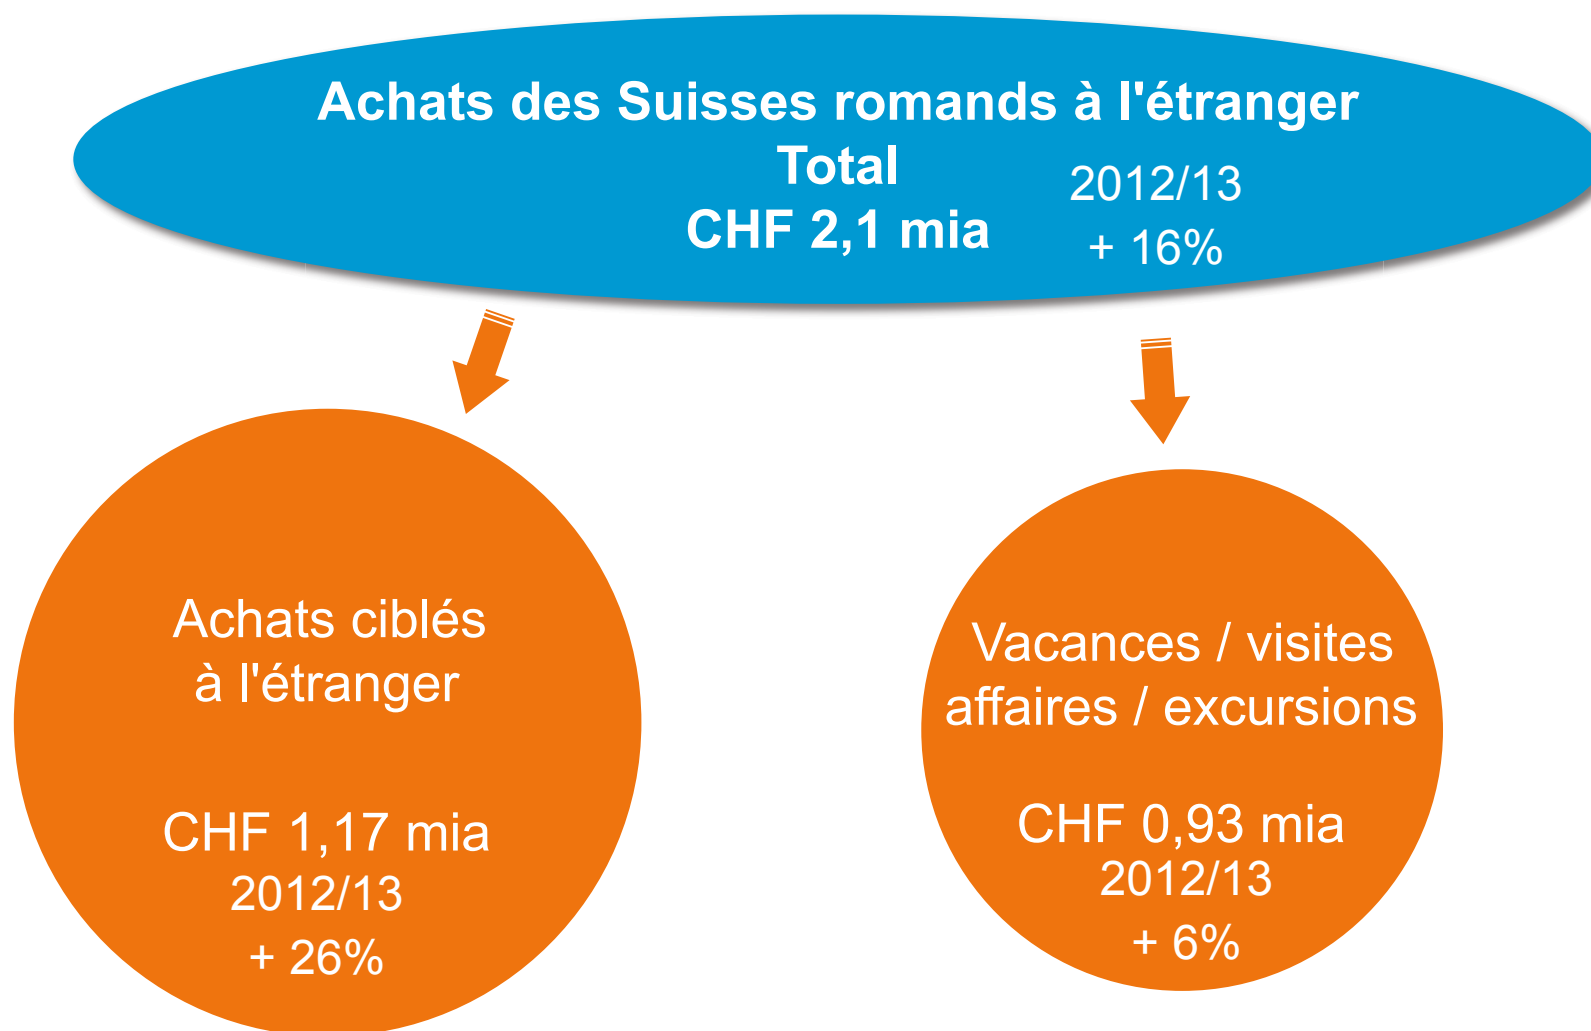 Achats des Suisses romands à l'étranger
Total
CHF 2,1 mia
2012/13
+ 16%
Achats ciblés
à l'étranger
CHF 1,17 mia
2012/13
+ 26%
Vacances / visites
affaires / excursions
CHF 0,93 mia
2012/13
+ 6%